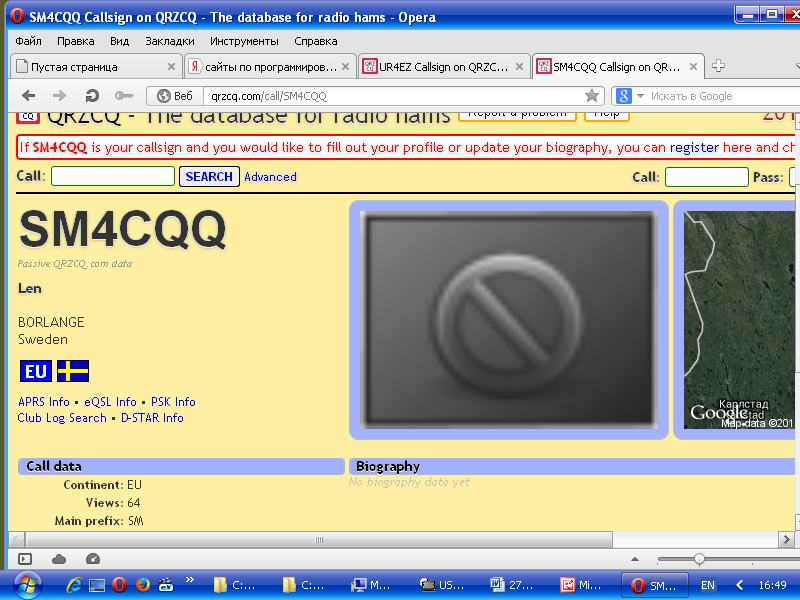 SM4CQQ Callsign on QRZCQ - The database for radio hams - Opera
Файл Правка Вид Закладки Инструменты Справка
Пустая страница
сайты по программиров...
UR4EZ Callsign on QRZC...
SM4CQQ Callsign on QR...
Веб
qrzcq.com/call/SM4CQQ
Искать в Google
QRZCQ - The database for radio hams
Report a problem
Help
201
If SM4CQQ is your callsign and you would like to fill out your profile or update your biography, you can register here and ch
Call: SEARCH Advanced Call: Pass:
SM4CQQ
Passive QRZCQ.com data
Len
BORLANGE
Sweden
EU
APRS Info • eQSL Info • PSK Info
Club Log Search • D-STAR Info
Карлстад
Google
Map data ©201
Call data
Biography
Continent: EU
No biography data yet
Views: 64
Main prefix: SM
C:... C:... M... US... 27... Mi... SM... EN 16:49